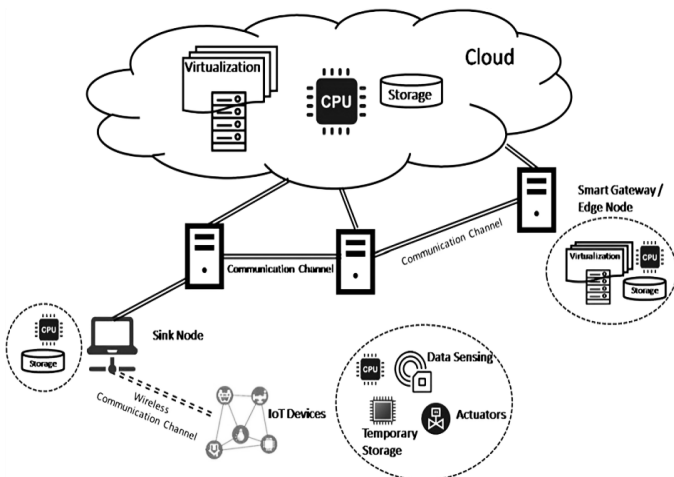 Cloud
Virtualization
CPU
Storage
Smart Gateway /
Edge Node
Communication Channel
Communication Channel
Virtualization
CPU
Storage
CPU
Storage
Sink Node
Wireless
Communication Channel
IoT Devices
CPU
Data Sensing
Temporary
Storage
Actuators